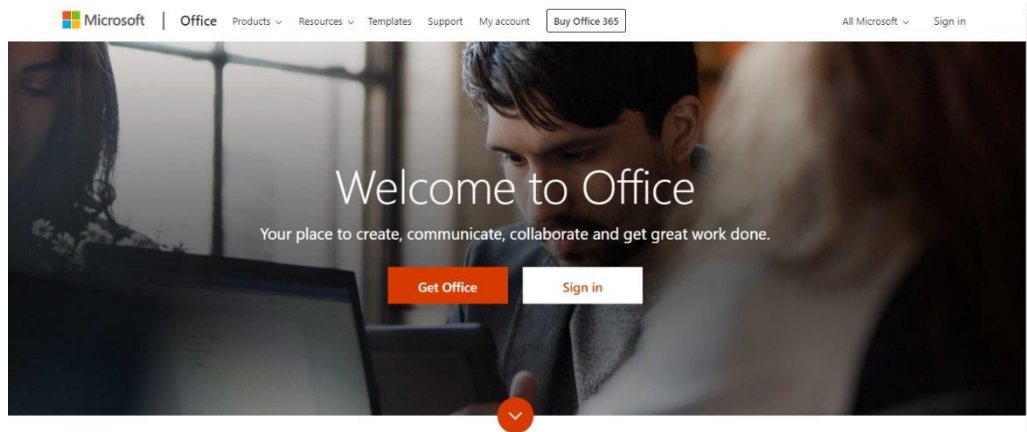 Microsoft Office Products Resources Templates Support My account Buy Office 365 All Microsoft Sign in
Welcome to Office
Your place to create, communicate, collaborate and get great work done.
Get Office Sign in